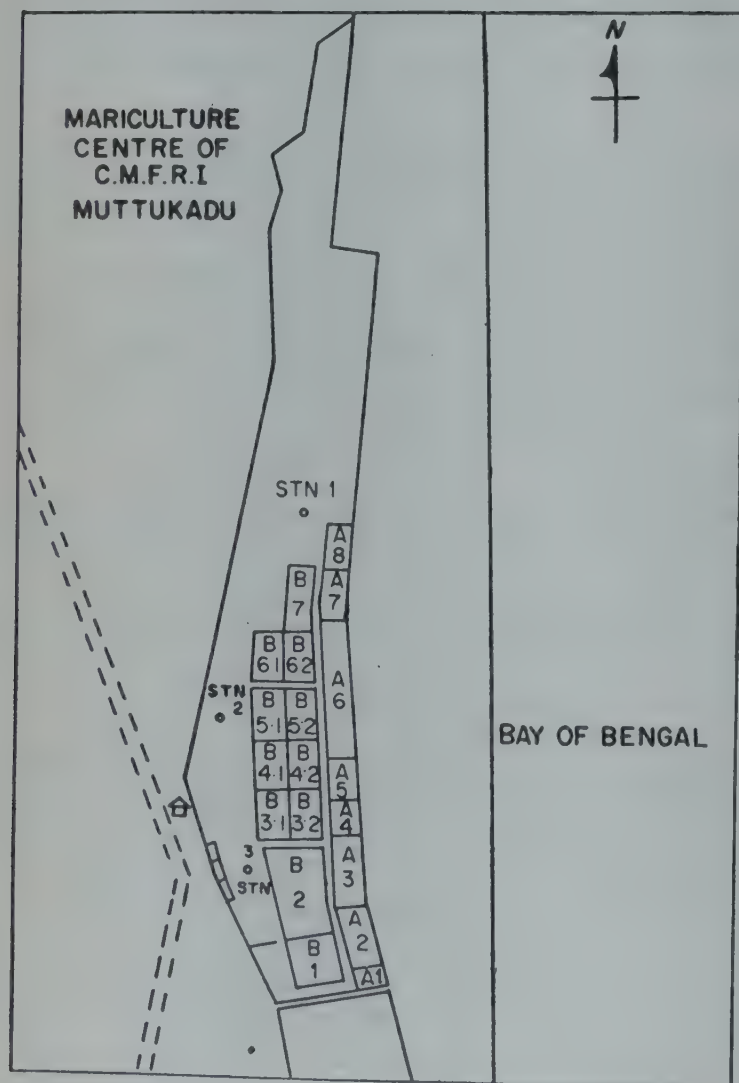 N
MARICULTURE
CENTRE OF
C.M.F.R.I
MUTTUKADU
STN 1
A
8
B
7
A
7
B
6.1
B
6.2
A
6
STN
2
B
5.1
B
5.2
BAY OF BENGAL
B
4.1
B
4.2
A
5
B
3.1
B
3.2
A
4
3
STN
B
2
A
3
A
2
B
1
A1